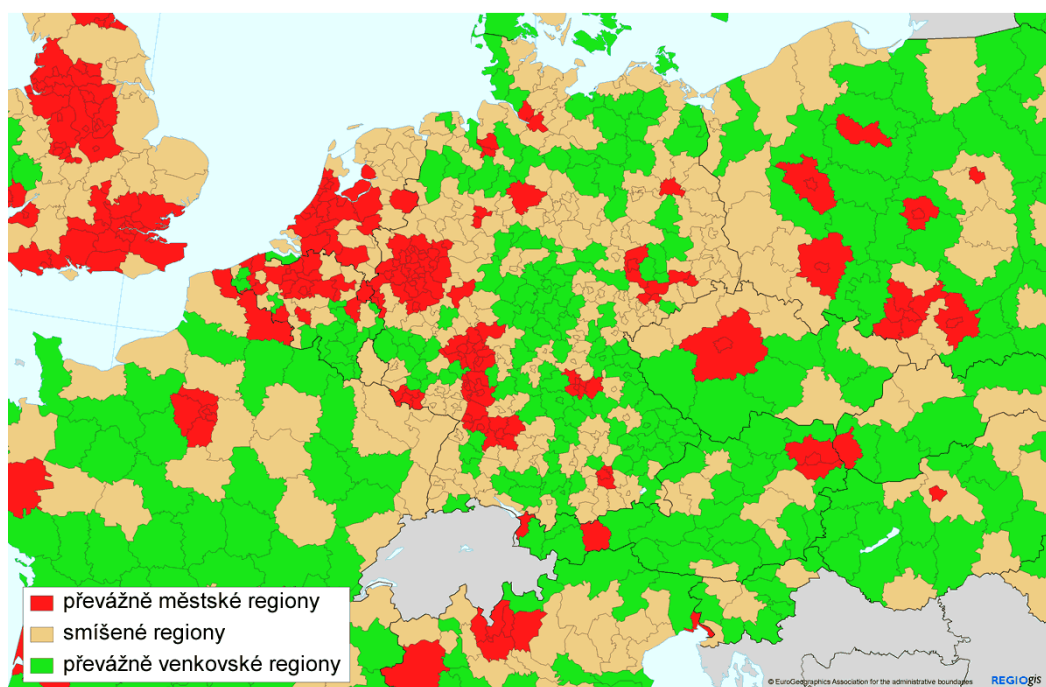 převážně městské regiony
smíšené regiony
převážně venkovské regiony
© EuroGeographics Association for the administrative boundaries
REGIOgis